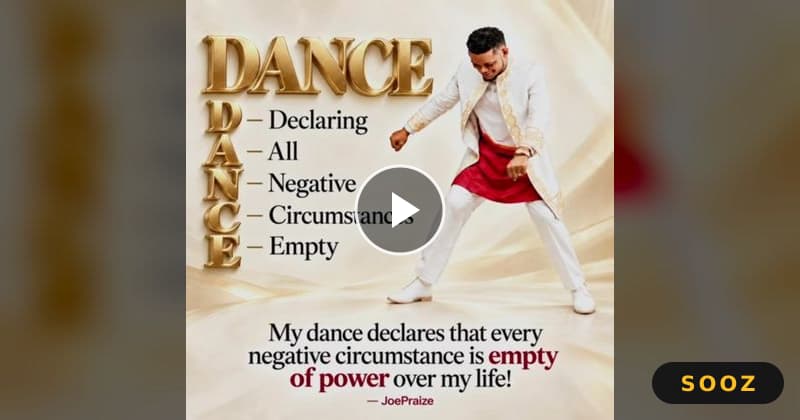 DANCE
D – Declaring
A – All
N – Negative
C – Circumstances
E – Empty
My dance declares that every
negative circumstance is empty
of power over my life!
— JoePraize
SOOZ